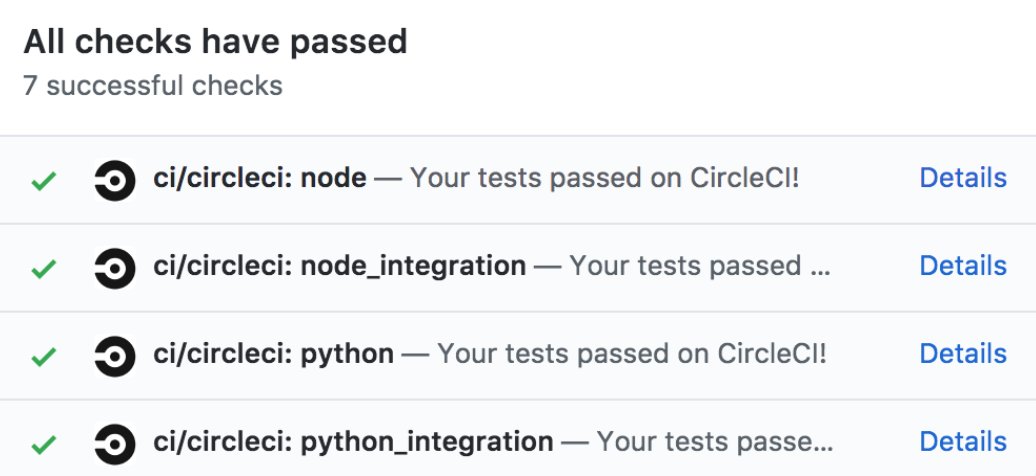 All checks have passed
7 successful checks
ci/circleci: node — Your tests passed on CircleCI! Details
ci/circleci: node_integration — Your tests passed ... Details
ci/circleci: python — Your tests passed on CircleCI! Details
ci/circleci: python_integration — Your tests passe... Details